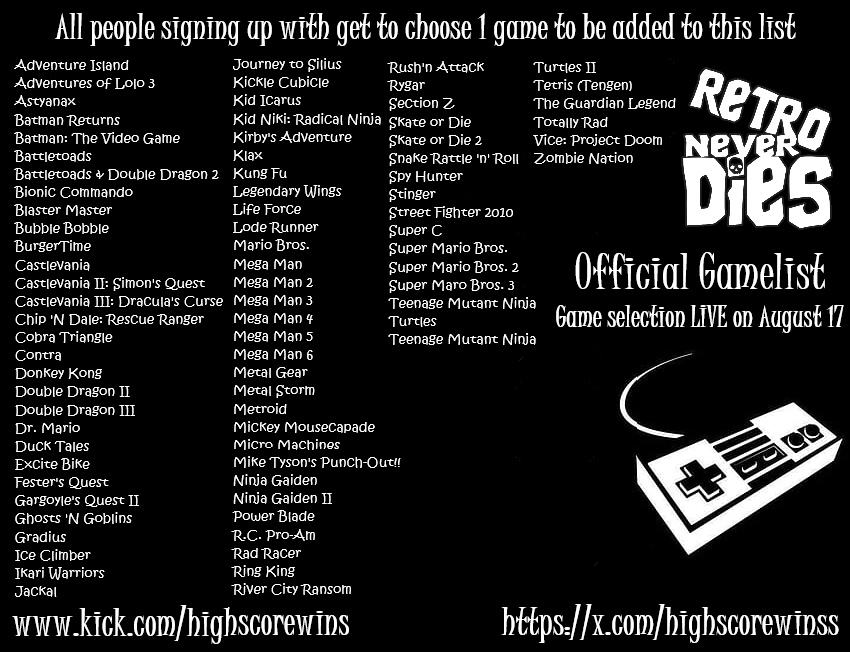 All people signing up with get to choose 1 game to be added to this list
Adventure Island
Adventures of Lolo 3
Astyanax
Batman Returns
Batman: The Video Game
Battletoads
Battletoads & Double Dragon 2
Bionic Commando
Blaster Master
Bubble Bobble
BurgerTime
Castlevania
Castlevania II: Simon's Quest
Castlevania III: Dracula's Curse
Chip 'N Dale: Rescue Ranger
Cobra Triangle
Contra
Donkey Kong
Double Dragon II
Double Dragon III
Dr. Mario
Duck Tales
Excite Bike
Fester's Quest
Gargoyle's Quest II
Ghosts 'N Goblins
Gradius
Ice Climber
Ikari Warriors
Jackal
Journey to Silius
Kickle Cubicle
Kid Icarus
Kid Niki: Radical Ninja
Kirby's Adventure
Klax
Kung Fu
Legendary Wings
Life Force
Lode Runner
Mario Bros.
Mega Man
Mega Man 2
Mega Man 3
Mega Man 4
Mega Man 5
Mega Man 6
Metal Gear
Metal Storm
Metroid
Mickey Mousecapade
Micro Machines
Mike Tyson's Punch-Out!!
Ninja Gaiden
Ninja Gaiden II
Power Blade
R.C. Pro-Am
Rad Racer
Ring King
River City Ransom
Rush'n Attack
Rygar
Section Z
Skate or Die
Skate or Die 2
Snake Rattle 'n' Roll
Spy Hunter
Stinger
Street Fighter 2010
Super C
Super Mario Bros.
Super Mario Bros. 2
Super Maro Bros. 3
Teenage Mutant Ninja
Turtles
Teenage Mutant Ninja
Turtles II
Tetris (Tengen)
The Guardian Legend
Totally Rad
Vice: Project Doom
Zombie Nation
RETRO
NEVER
DiES
Official Gamelist
Game selection LiVE on August 17
www.kick.com/highscorewins
https://x.com/highscorewinss